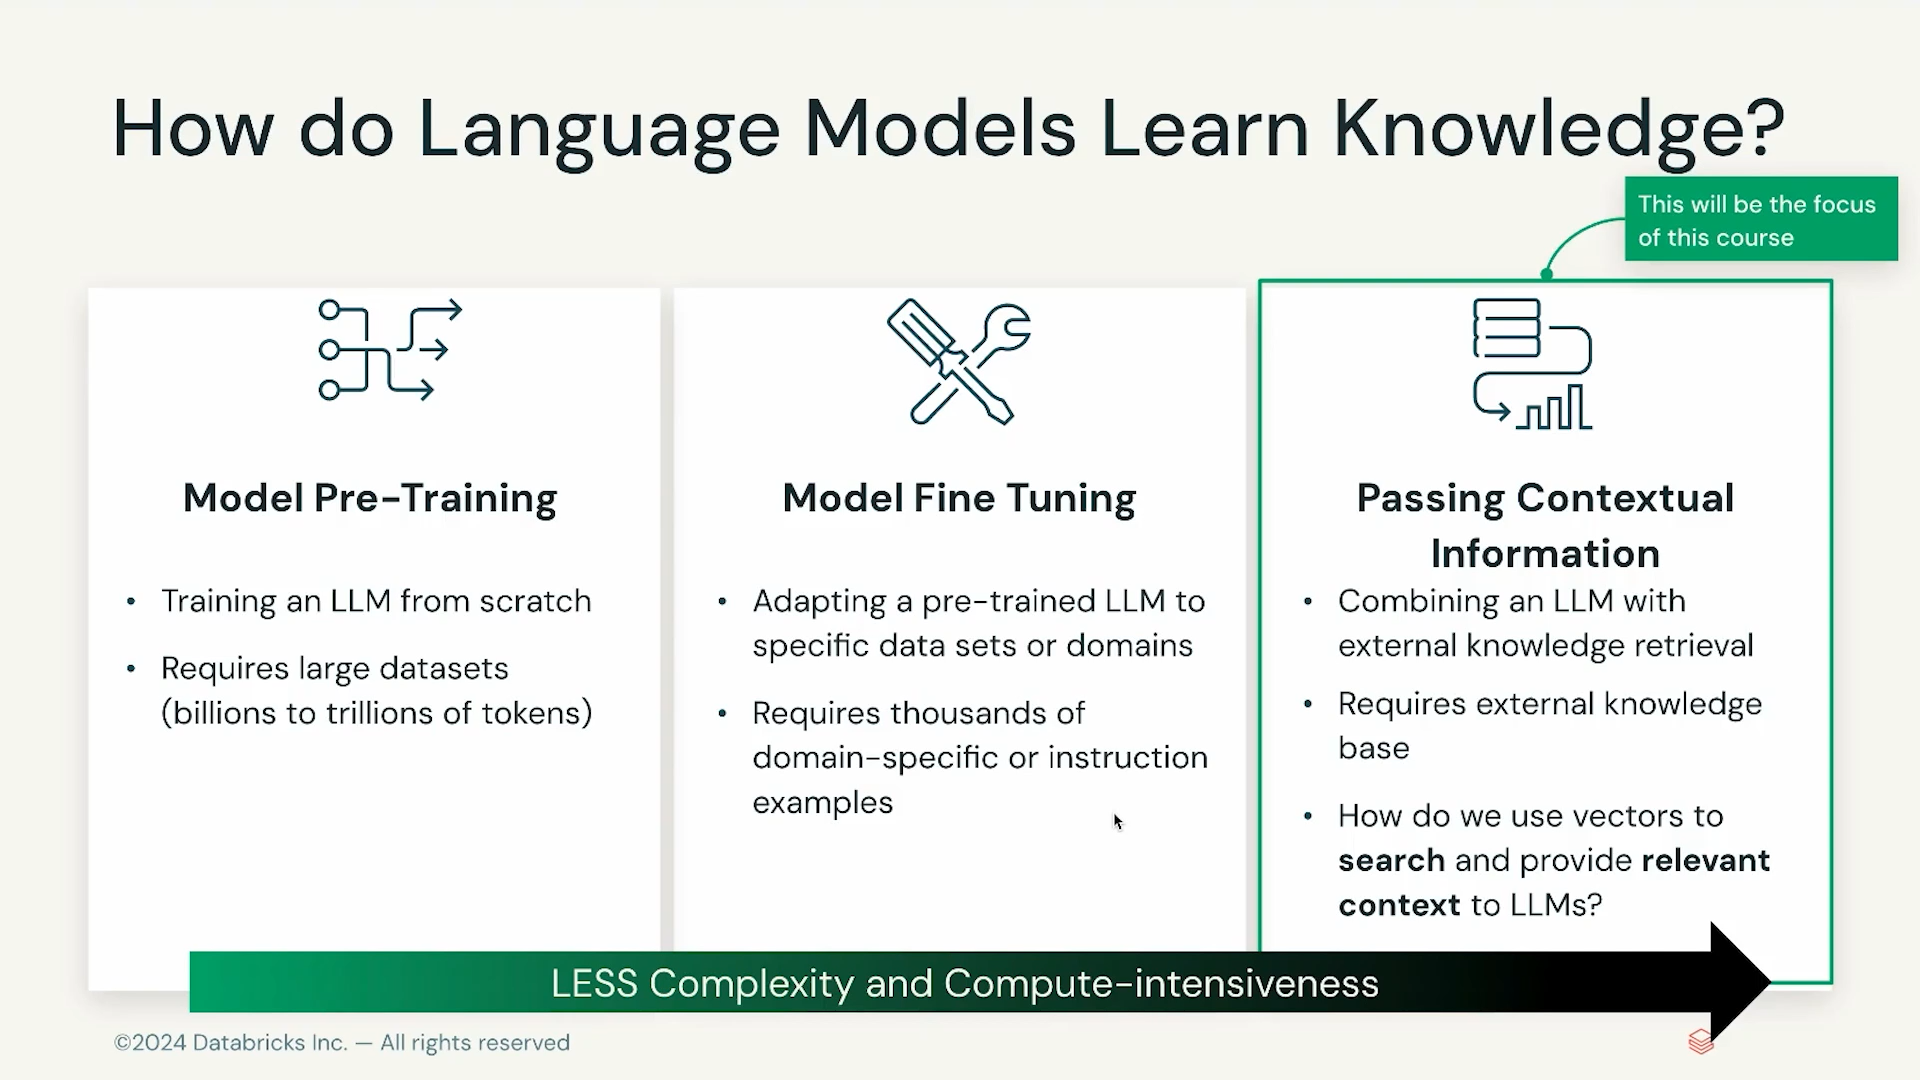 How do Language Models Learn Knowledge?
This will be the focus
of this course
Model Pre-Training
• Training an LLM from scratch
• Requires large datasets
(billions to trillions of tokens)
Model Fine Tuning
• Adapting a pre-trained LLM to
specific data sets or domains
• Requires thousands of
domain-specific or instruction
examples
Passing Contextual
Information
• Combining an LLM with
external knowledge retrieval
• Requires external knowledge
base
• How do we use vectors to
search and provide relevant
context to LLMs?
LESS Complexity and Compute-intensiveness
©2024 Databricks Inc. — All rights reserved